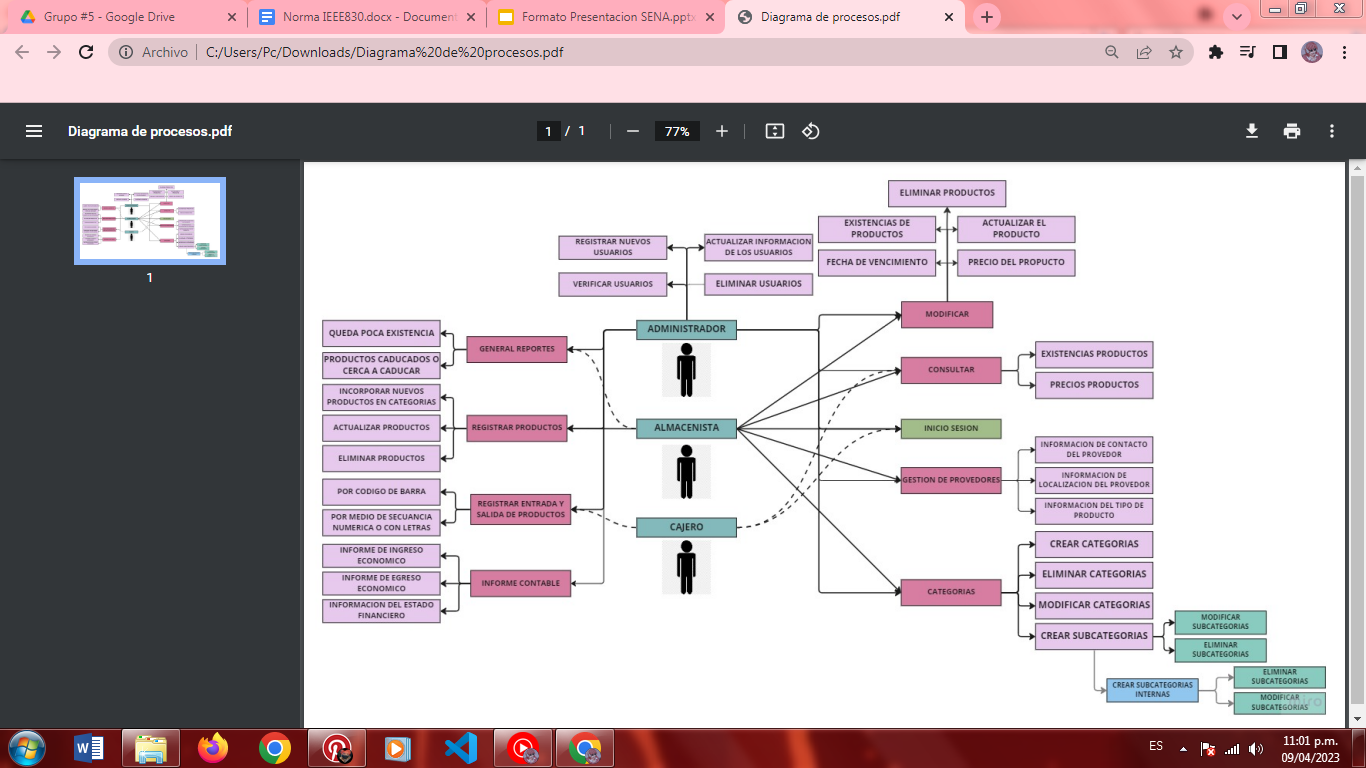 Grupo #5 - Google Drive
Norma IEEE830.docx - Document
Formato Presentacion SENA.pptx
Diagrama de procesos.pdf
Archivo
C:/Users/Pc/Downloads/Diagrama%20de%20procesos.pdf
Diagrama de procesos.pdf
1 / 1
77%
1
ELIMINAR PRODUCTOS
EXISTENCIAS DE
PRODUCTOS
ACTUALIZAR EL
PRODUCTO
FECHA DE VENCIMIENTO
PRECIO DEL PROPUCTO
REGISTRAR NUEVOS
USUARIOS
ACTUALIZAR INFORMACION
DE LOS USUARIOS
VERIFICAR USUARIOS
ELIMINAR USUARIOS
ADMINISTRADOR
ALMACENISTA
CAJERO
QUEDA POCA EXISTENCIA
PRODUCTOS CADUCADOS O
CERCA A CADUCAR
GENERAL REPORTES
INCORPORAR NUEVOS
PRODUCTOS EN CATEGORIAS
ACTUALIZAR PRODUCTOS
ELIMINAR PRODUCTOS
REGISTRAR PRODUCTOS
POR CODIGO DE BARRA
POR MEDIO DE SECUANCIA
NUMERICA O CON LETRAS
REGISTRAR ENTRADA Y
SALIDA DE PRODUCTOS
INFORME DE INGRESO
ECONOMICO
INFORME DE EGRESO
ECONOMICO
INFORMACION DEL ESTADO
FINANCIERO
INFORME CONTABLE
MODIFICAR
CONSULTAR
EXISTENCIAS PRODUCTOS
PRECIOS PRODUCTOS
INICIO SESION
GESTION DE PROVEDORES
INFORMACION DE CONTACTO
DEL PROVEDOR
INFORMACION DE
LOCALIZACION DEL PROVEDOR
INFORMACION DEL TIPO DE
PRODUCTO
CATEGORIAS
CREAR CATEGORIAS
ELIMINAR CATEGORIAS
MODIFICAR CATEGORIAS
CREAR SUBCATEGORIAS
MODIFICAR
SUBCATEGORIAS
ELIMINAR
SUBCATEGORIAS
CREAR SUBCATEGORIAS
INTERNAS
ELIMINAR
SUBCATEGORIAS
MODIFICAR
SUBCATEGORIAS
miro
ES
11:01 p.m.
09/04/2023